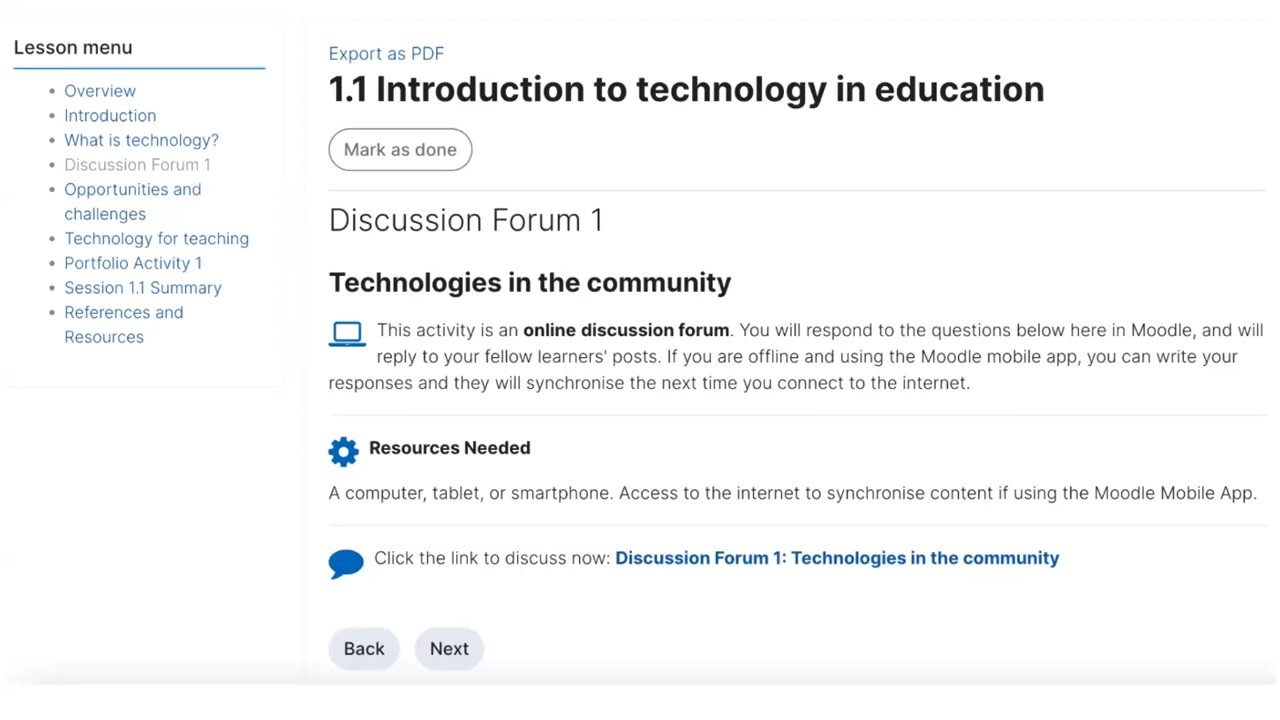 Lesson menu
Overview
Introduction
What is technology?
Discussion Forum 1
Opportunities and
challenges
Technology for teaching
Portfolio Activity 1
Session 1.1 Summary
References and
Resources
Export as PDF
1.1 Introduction to technology in education
Mark as done
Discussion Forum 1
Technologies in the community
This activity is an online discussion forum. You will respond to the questions below here in Moodle, and will
reply to your fellow learners' posts. If you are offline and using the Moodle mobile app, you can write your
responses and they will synchronise the next time you connect to the internet.
Resources Needed
A computer, tablet, or smartphone. Access to the internet to synchronise content if using the Moodle Mobile App.
Click the link to discuss now: Discussion Forum 1: Technologies in the community
Back Next